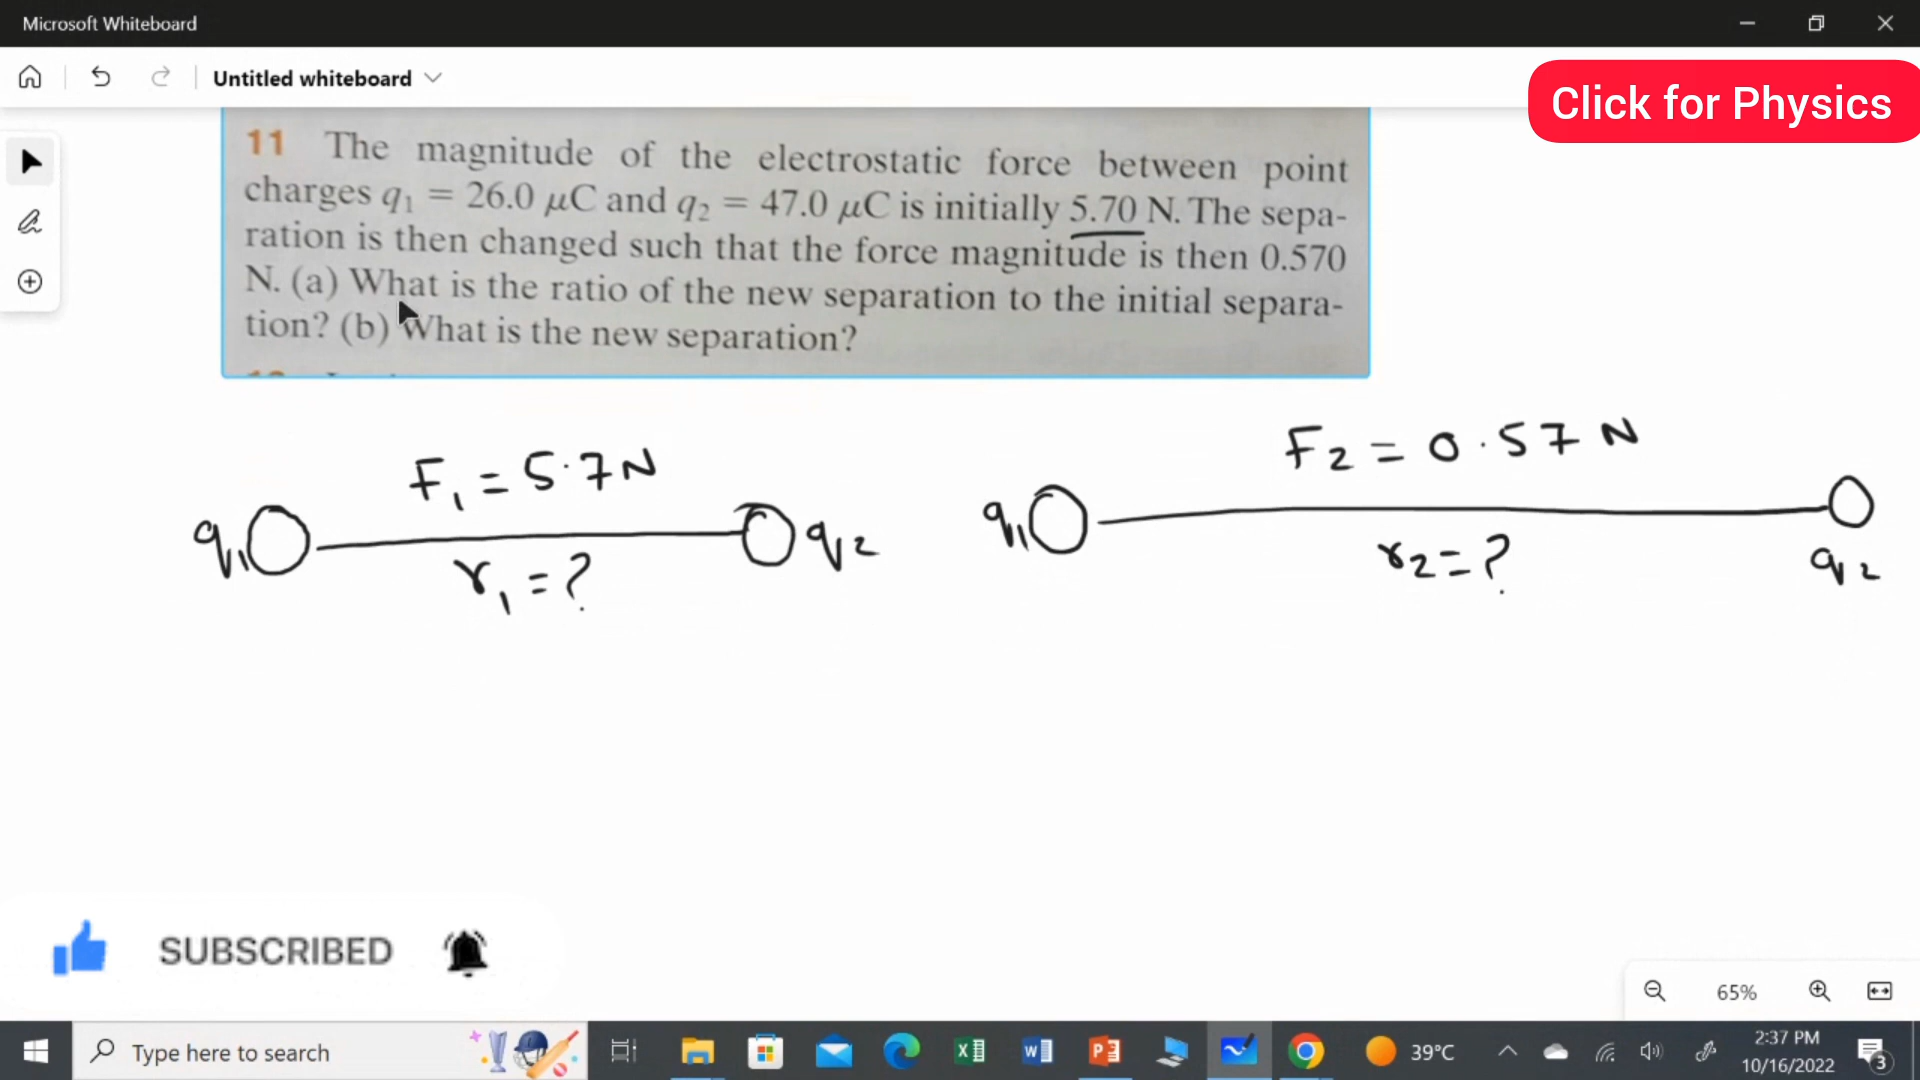 Microsoft Whiteboard
Untitled whiteboard
Click for Physics
11 The magnitude of the electrostatic force between point
charges q₁ = 26.0 μC and q₂ = 47.0 μC is initially 5.70 N. The sepa-
ration is then changed such that the force magnitude is then 0.570
N. (a) What is the ratio of the new separation to the initial separa-
tion? (b) What is the new separation?
F₁ = 5.7 N
q₁
q₂
r₁ = ?
F₂ = 0.57 N
q₁
r₂ = ?
q₂
SUBSCRIBED
65%
Type here to search
39°C
2:37 PM
10/16/2022
3